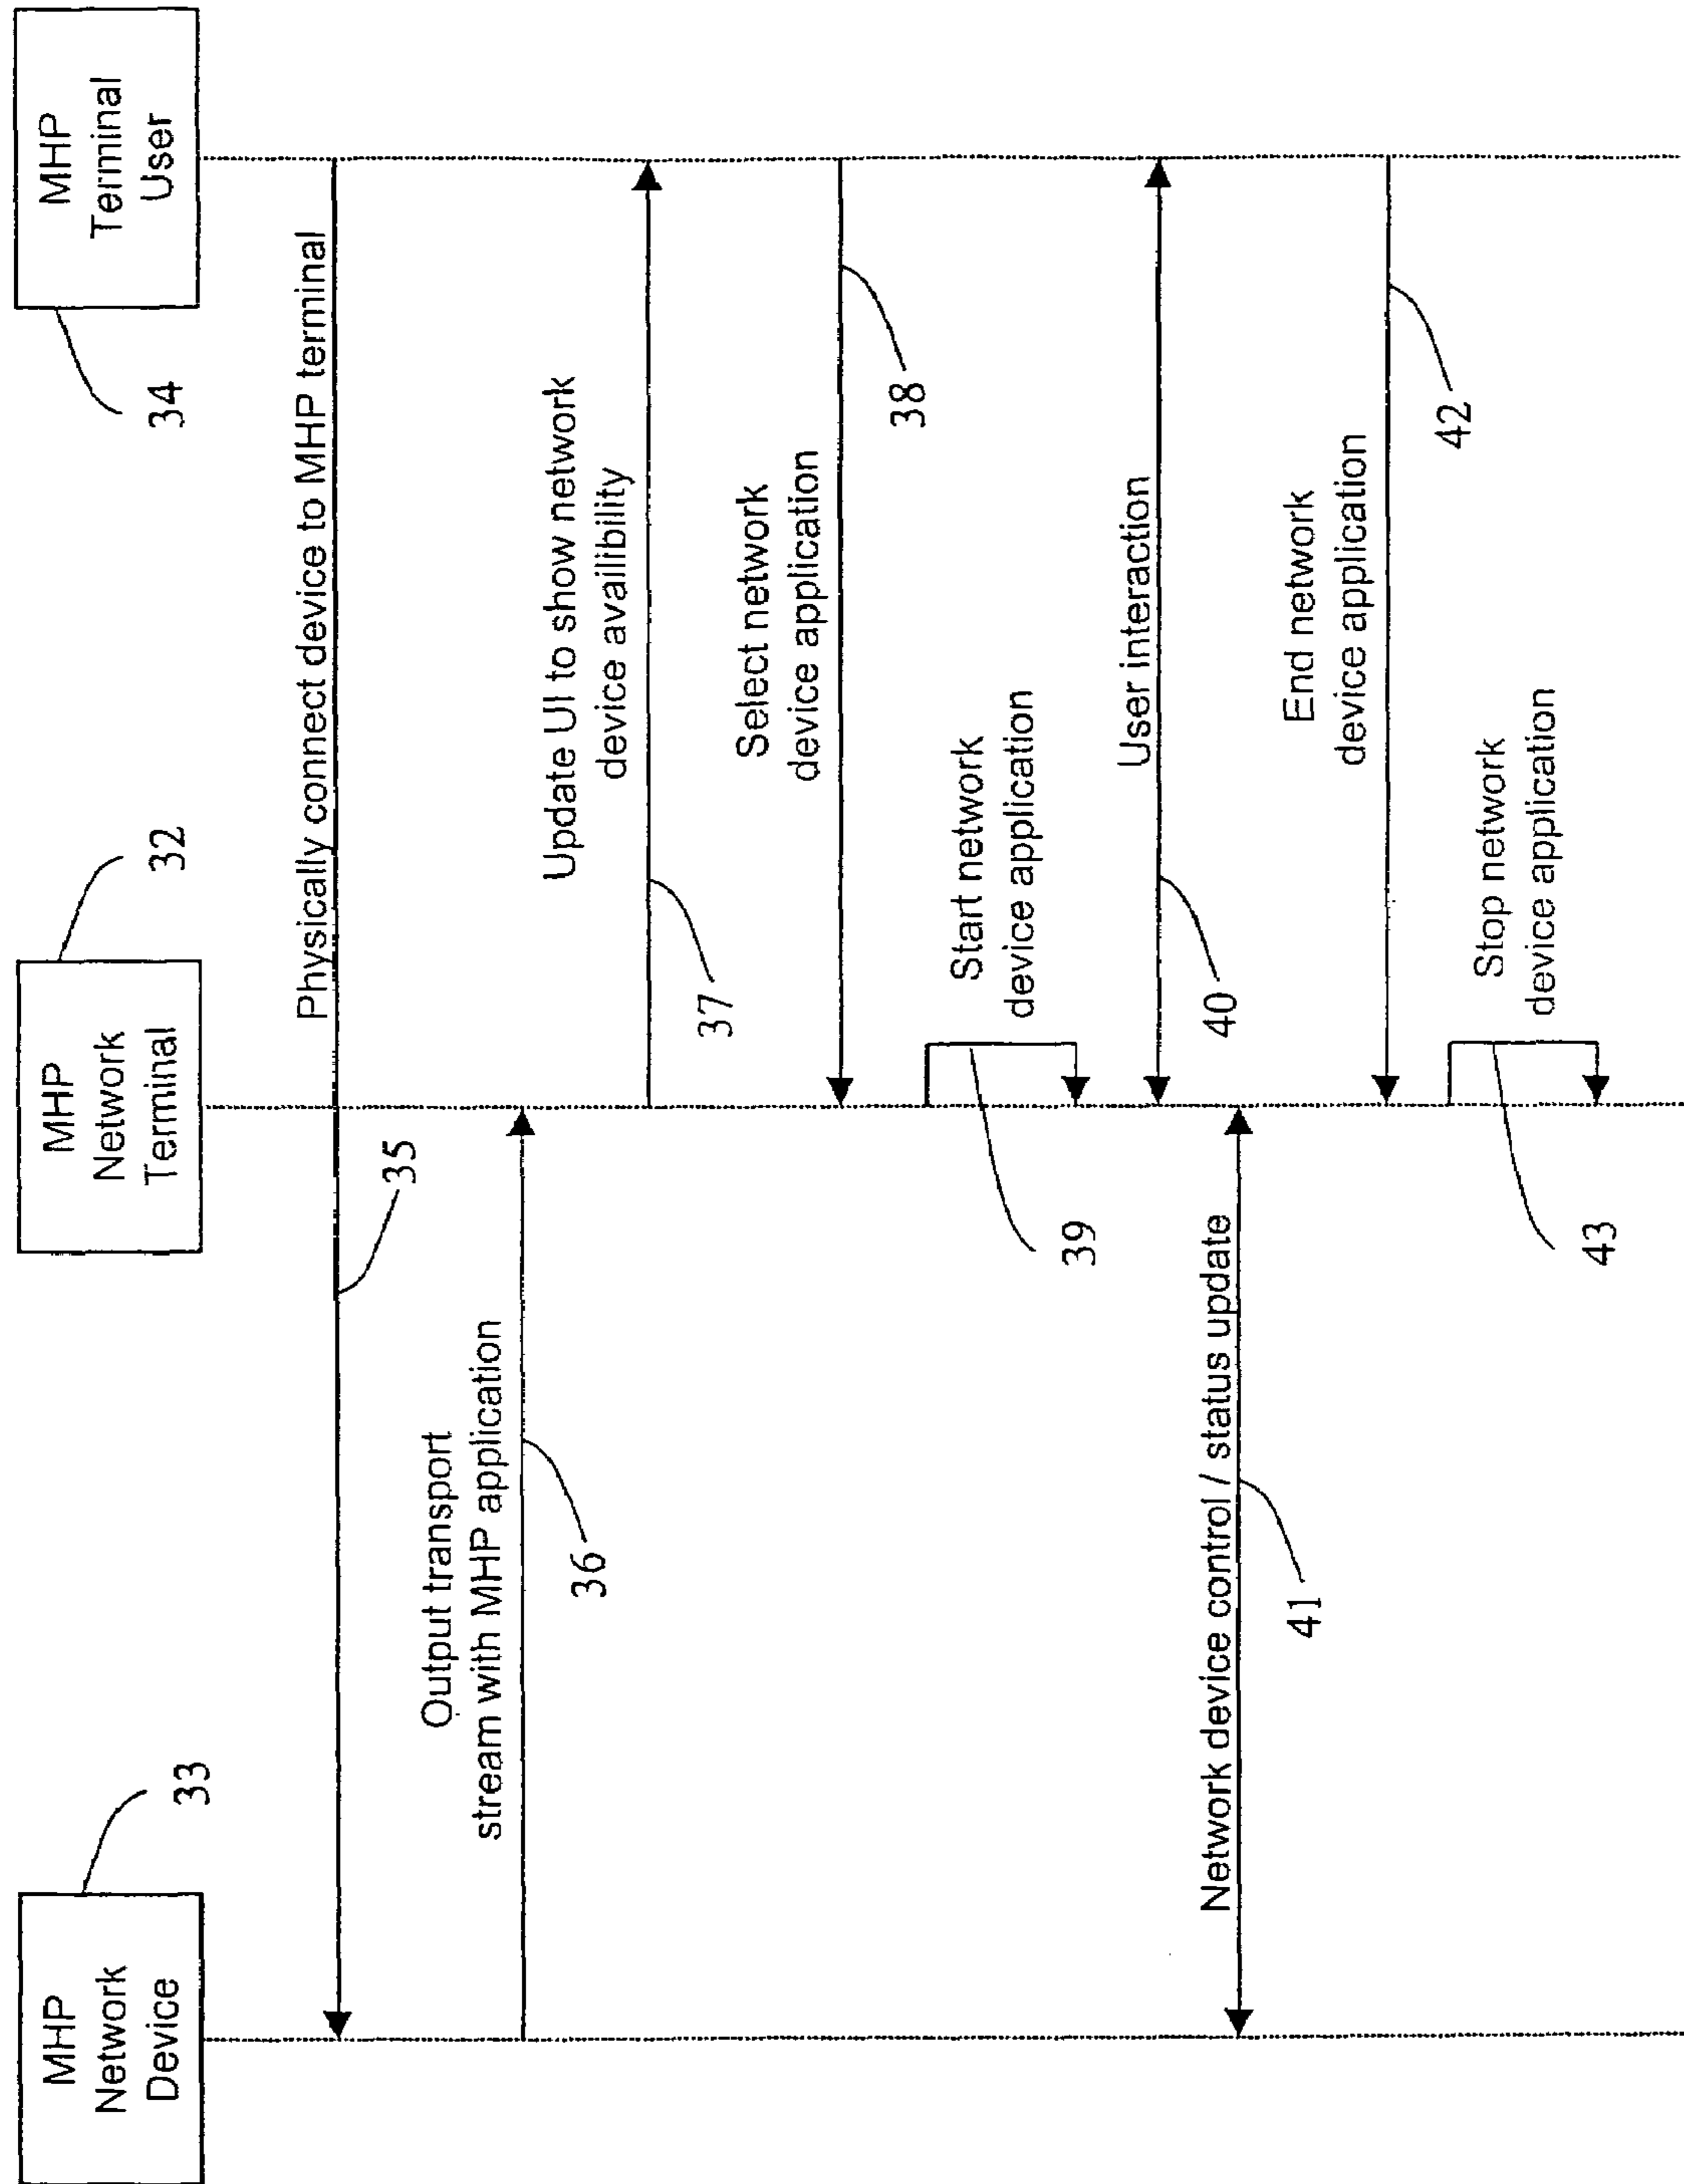 MHP
Network
Device
33
MHP
Network
Terminal
32
MHP
Terminal
User
34
Physically connect device to MHP terminal
35
Output transport
stream with MHP application
36
Update UI to show network
device availibility
37
Select network
device application
38
Start network
device application
39
User interaction
40
Network device control / status update
41
End network
device application
42
Stop network
device application
43